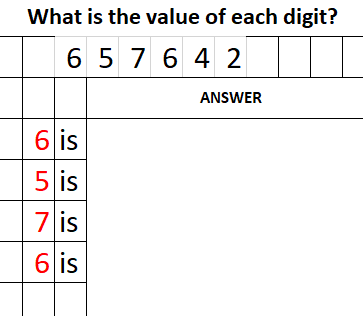 What is the value of each digit?
6 5 7 6 4 2
ANSWER
6 is
5 is
7 is
6 is